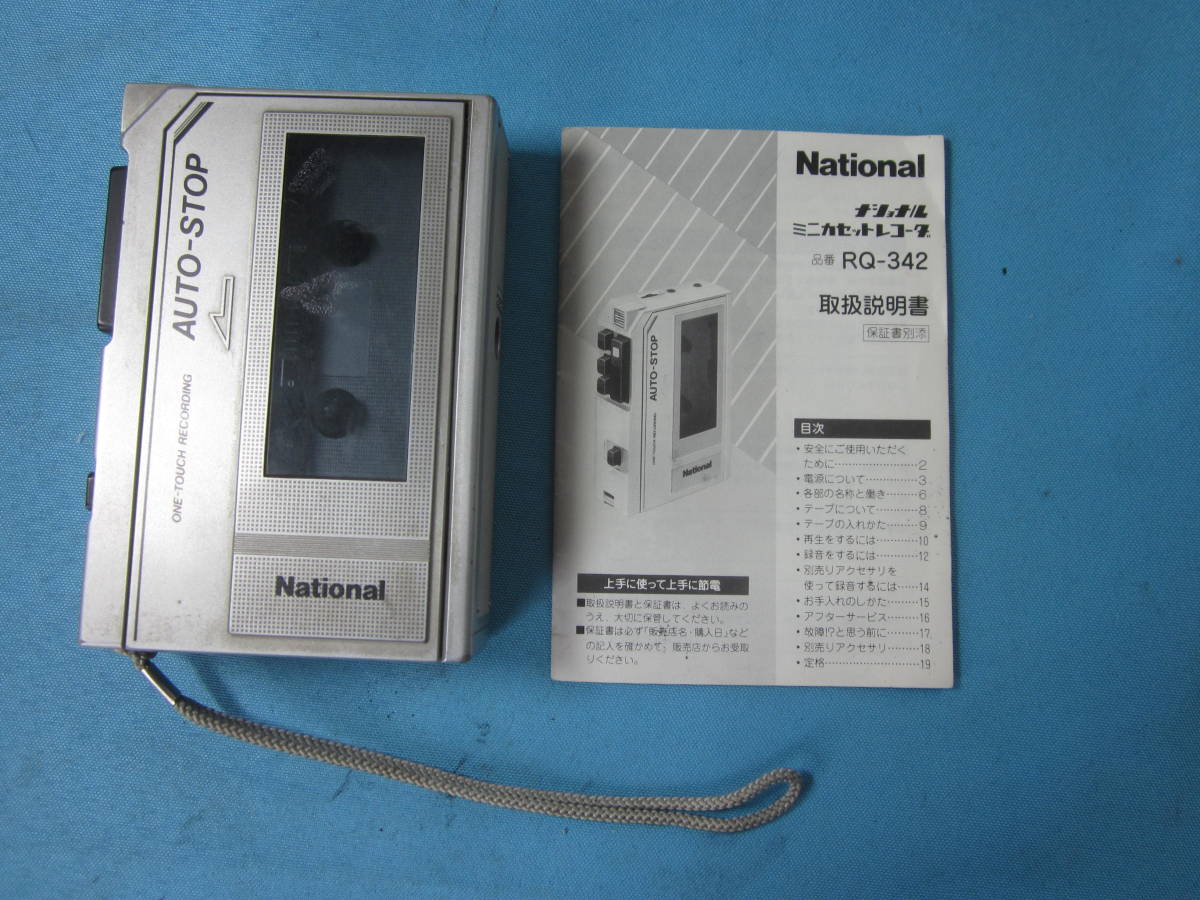 AUTO-STOP
ONE-TOUCH RECORDING
National
National
ナショナル
ミニカセットレコーダ
品番 RQ-342
取扱説明書
保証書別添
AUTO-STOP
ONE-TOUCH RECORDING
National
上手に使って上手に節電
■取扱説明書と保証書は、よくお読みの
うえ、大切に保管してください。
■保証書は必ず「販売店名・購入日」など
の記入を確かめて、販売店からお受取
りください。
目次
・安全にご使用いただく
ために……………………2
・電源について……………3
・各部の名称と働き………6
・テープについて…………8
・テープの入れかた………9
・再生をするには………10
・録音をするには………12
・別売りアクセサリを
使って録音するには……14
・お手入れのしかた……15
・アフターサービス……16
・故障!?と思う前に……17
・別売りアクセサリ……18
・定格……………………19